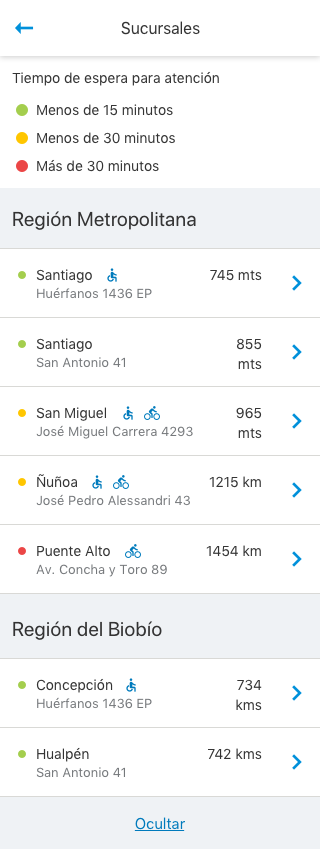 Sucursales
Tiempo de espera para atención
Menos de 15 minutos
Menos de 30 minutos
Más de 30 minutos
Región Metropolitana
Santiago 745 mts
Huérfanos 1436 EP
Santiago 855 mts
San Antonio 41
San Miguel 965 mts
José Miguel Carrera 4293
Ñuñoa 1215 km
José Pedro Alessandri 43
Puente Alto 1454 km
Av. Concha y Toro 89
Región del Biobío
Concepción 734 kms
Huérfanos 1436 EP
Hualpén 742 kms
San Antonio 41
Ocultar